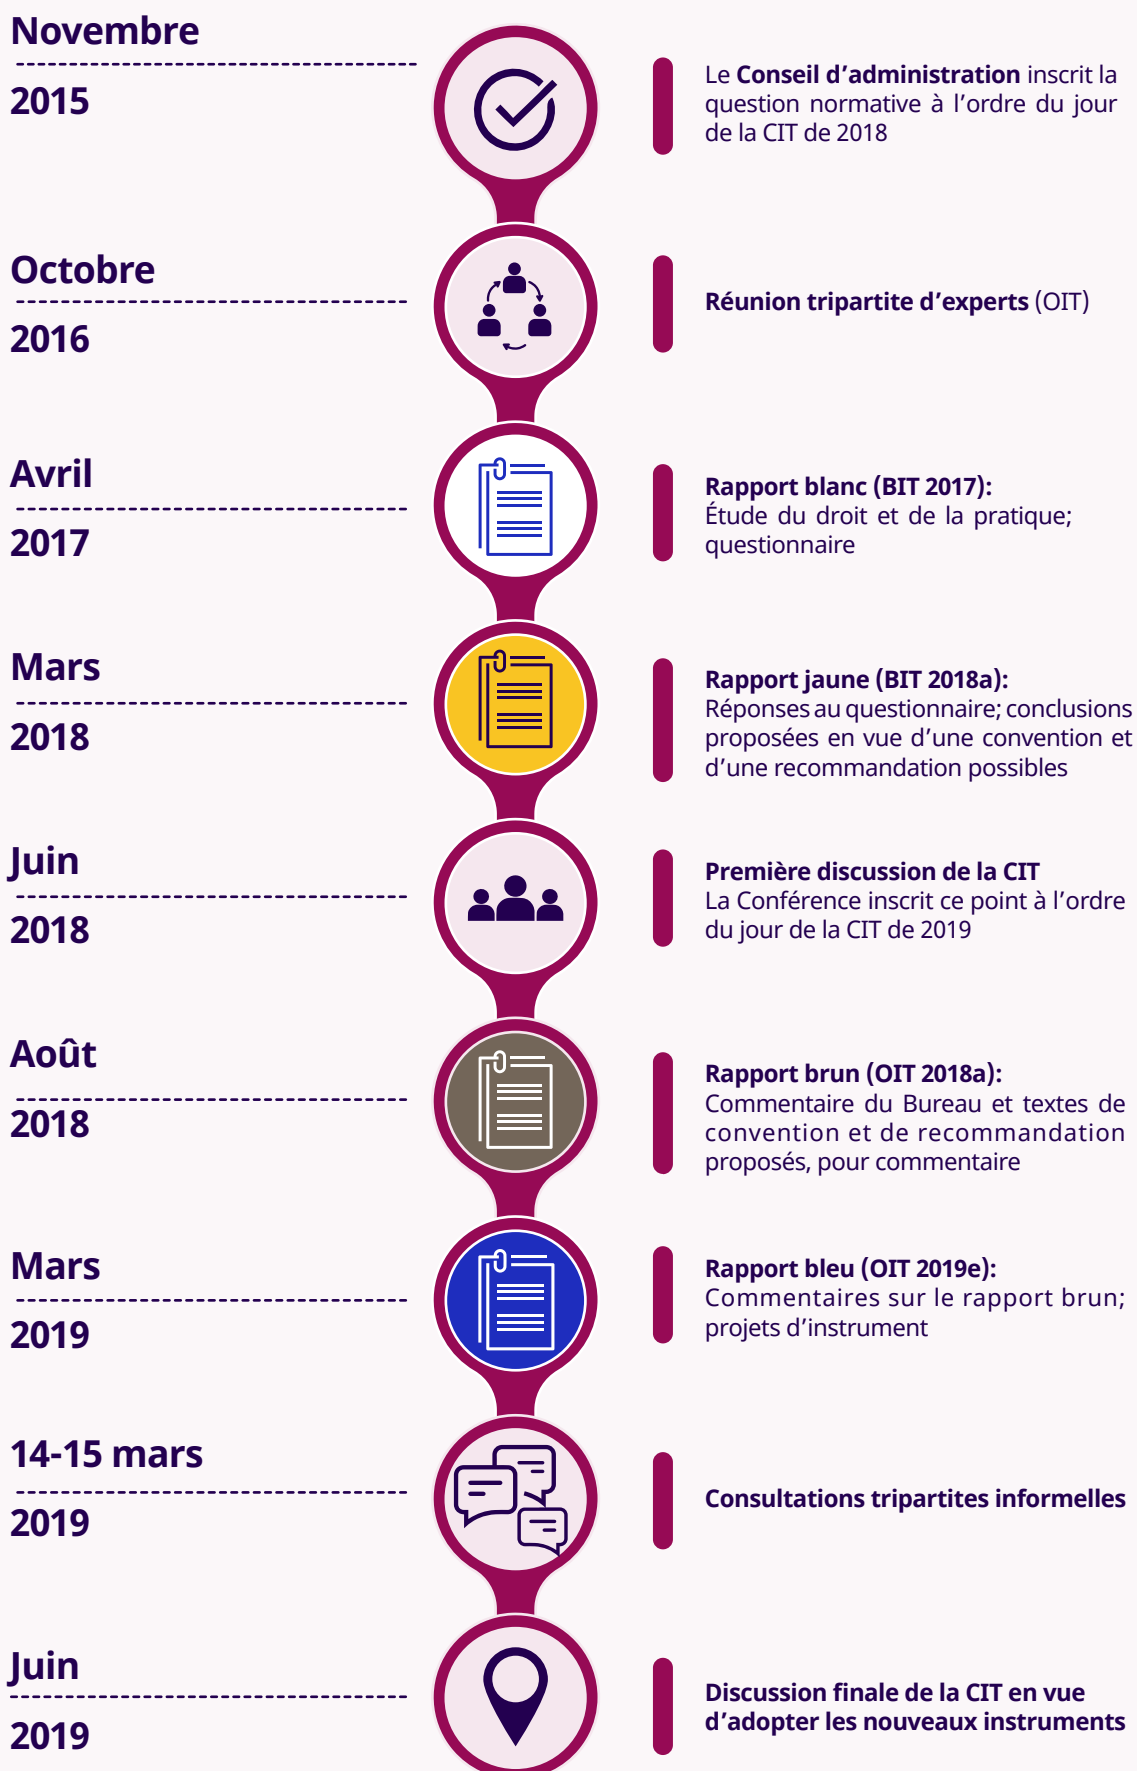 Novembre
2015
Le Conseil d’administration inscrit la
question normative à l’ordre du jour
de la CIT de 2018
Octobre
2016
Réunion tripartite d’experts (OIT)
Avril
2017
Rapport blanc (BIT 2017):
Étude du droit et de la pratique;
questionnaire
Mars
2018
Rapport jaune (BIT 2018a):
Réponses au questionnaire; conclusions
proposées en vue d’une convention et
d’une recommandation possibles
Juin
2018
Première discussion de la CIT
La Conférence inscrit ce point à l’ordre
du jour de la CIT de 2019
Août
2018
Rapport brun (OIT 2018a):
Commentaire du Bureau et textes de
convention et de recommandation
proposés, pour commentaire
Mars
2019
Rapport bleu (OIT 2019e):
Commentaires sur le rapport brun;
projets d’instrument
14-15 mars
2019
Consultations tripartites informelles
Juin
2019
Discussion finale de la CIT en vue
d’adopter les nouveaux instruments